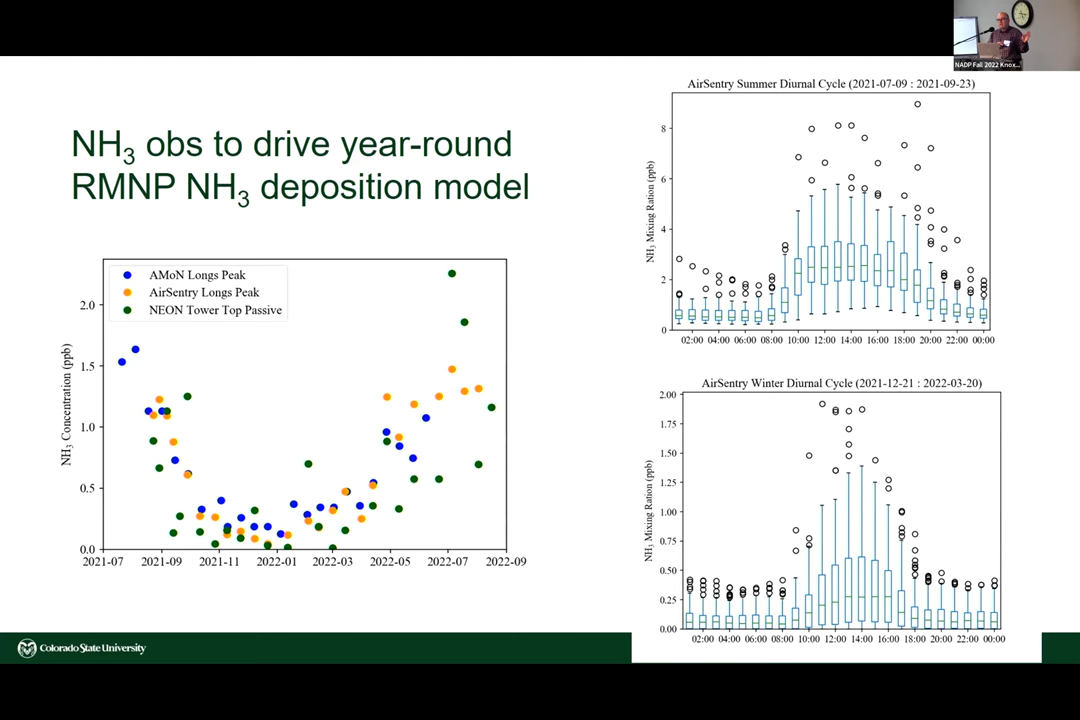 NADP Fall 2022 Knox...
NH3 obs to drive year-round
RMNP NH3 deposition model
AMoN Longs Peak
AirSentry Longs Peak
NEON Tower Top Passive
NH3 Concentration (ppb)
2.0
1.5
1.0
0.5
0.0
2021-07 2021-09 2021-11 2022-01 2022-03 2022-05 2022-07 2022-09
AirSentry Summer Diurnal Cycle (2021-07-09 : 2021-09-23)
NH3 Mixing Ration (ppb)
8
6
4
2
0
02:00 04:00 06:00 08:00 10:00 12:00 14:00 16:00 18:00 20:00 22:00 00:00
AirSentry Winter Diurnal Cycle (2021-12-21 : 2022-03-20)
NH3 Mixing Ration (ppb)
2.00
1.75
1.50
1.25
1.00
0.75
0.50
0.25
0.00
02:00 04:00 06:00 08:00 10:00 12:00 14:00 16:00 18:00 20:00 22:00 00:00
Colorado State University